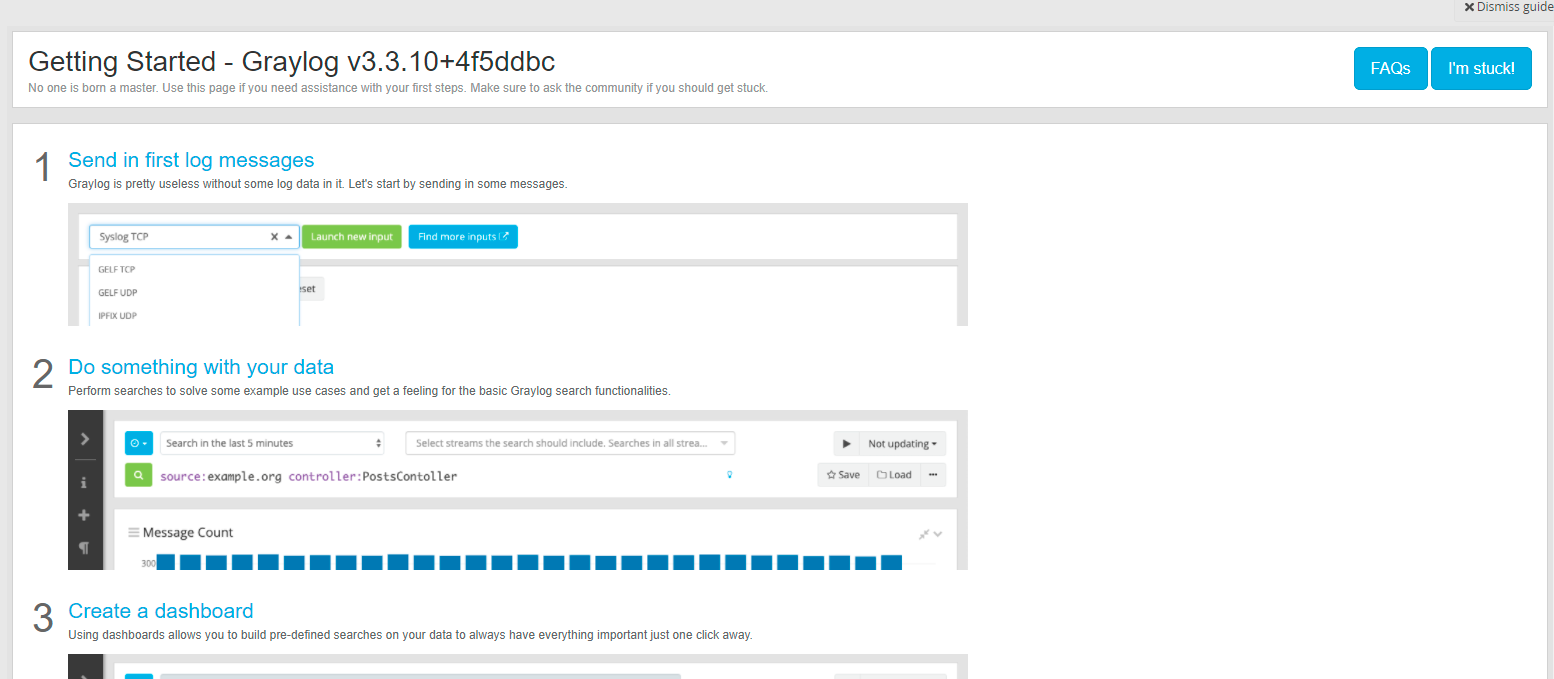 Dismiss guide
Getting Started - Graylog v3.3.10+4f5ddbc
No one is born a master. Use this page if you need assistance with your first steps. Make sure to ask the community if you should get stuck.
FAQs
I'm stuck!
1
Send in first log messages
Graylog is pretty useless without some log data in it. Let's start by sending in some messages.
Syslog TCP
Launch new input
Find more inputs
GELF TCP
GELF UDP
IPFIX UDP
2
Do something with your data
Perform searches to solve some example use cases and get a feeling for the basic Graylog search functionalities.
Search in the last 5 minutes
Select streams the search should include. Searches in all strea...
Not updating
source:example.org controller:PostsContoller
Save
Load
Message Count
300
3
Create a dashboard
Using dashboards allows you to build pre-defined searches on your data to always have everything important just one click away.